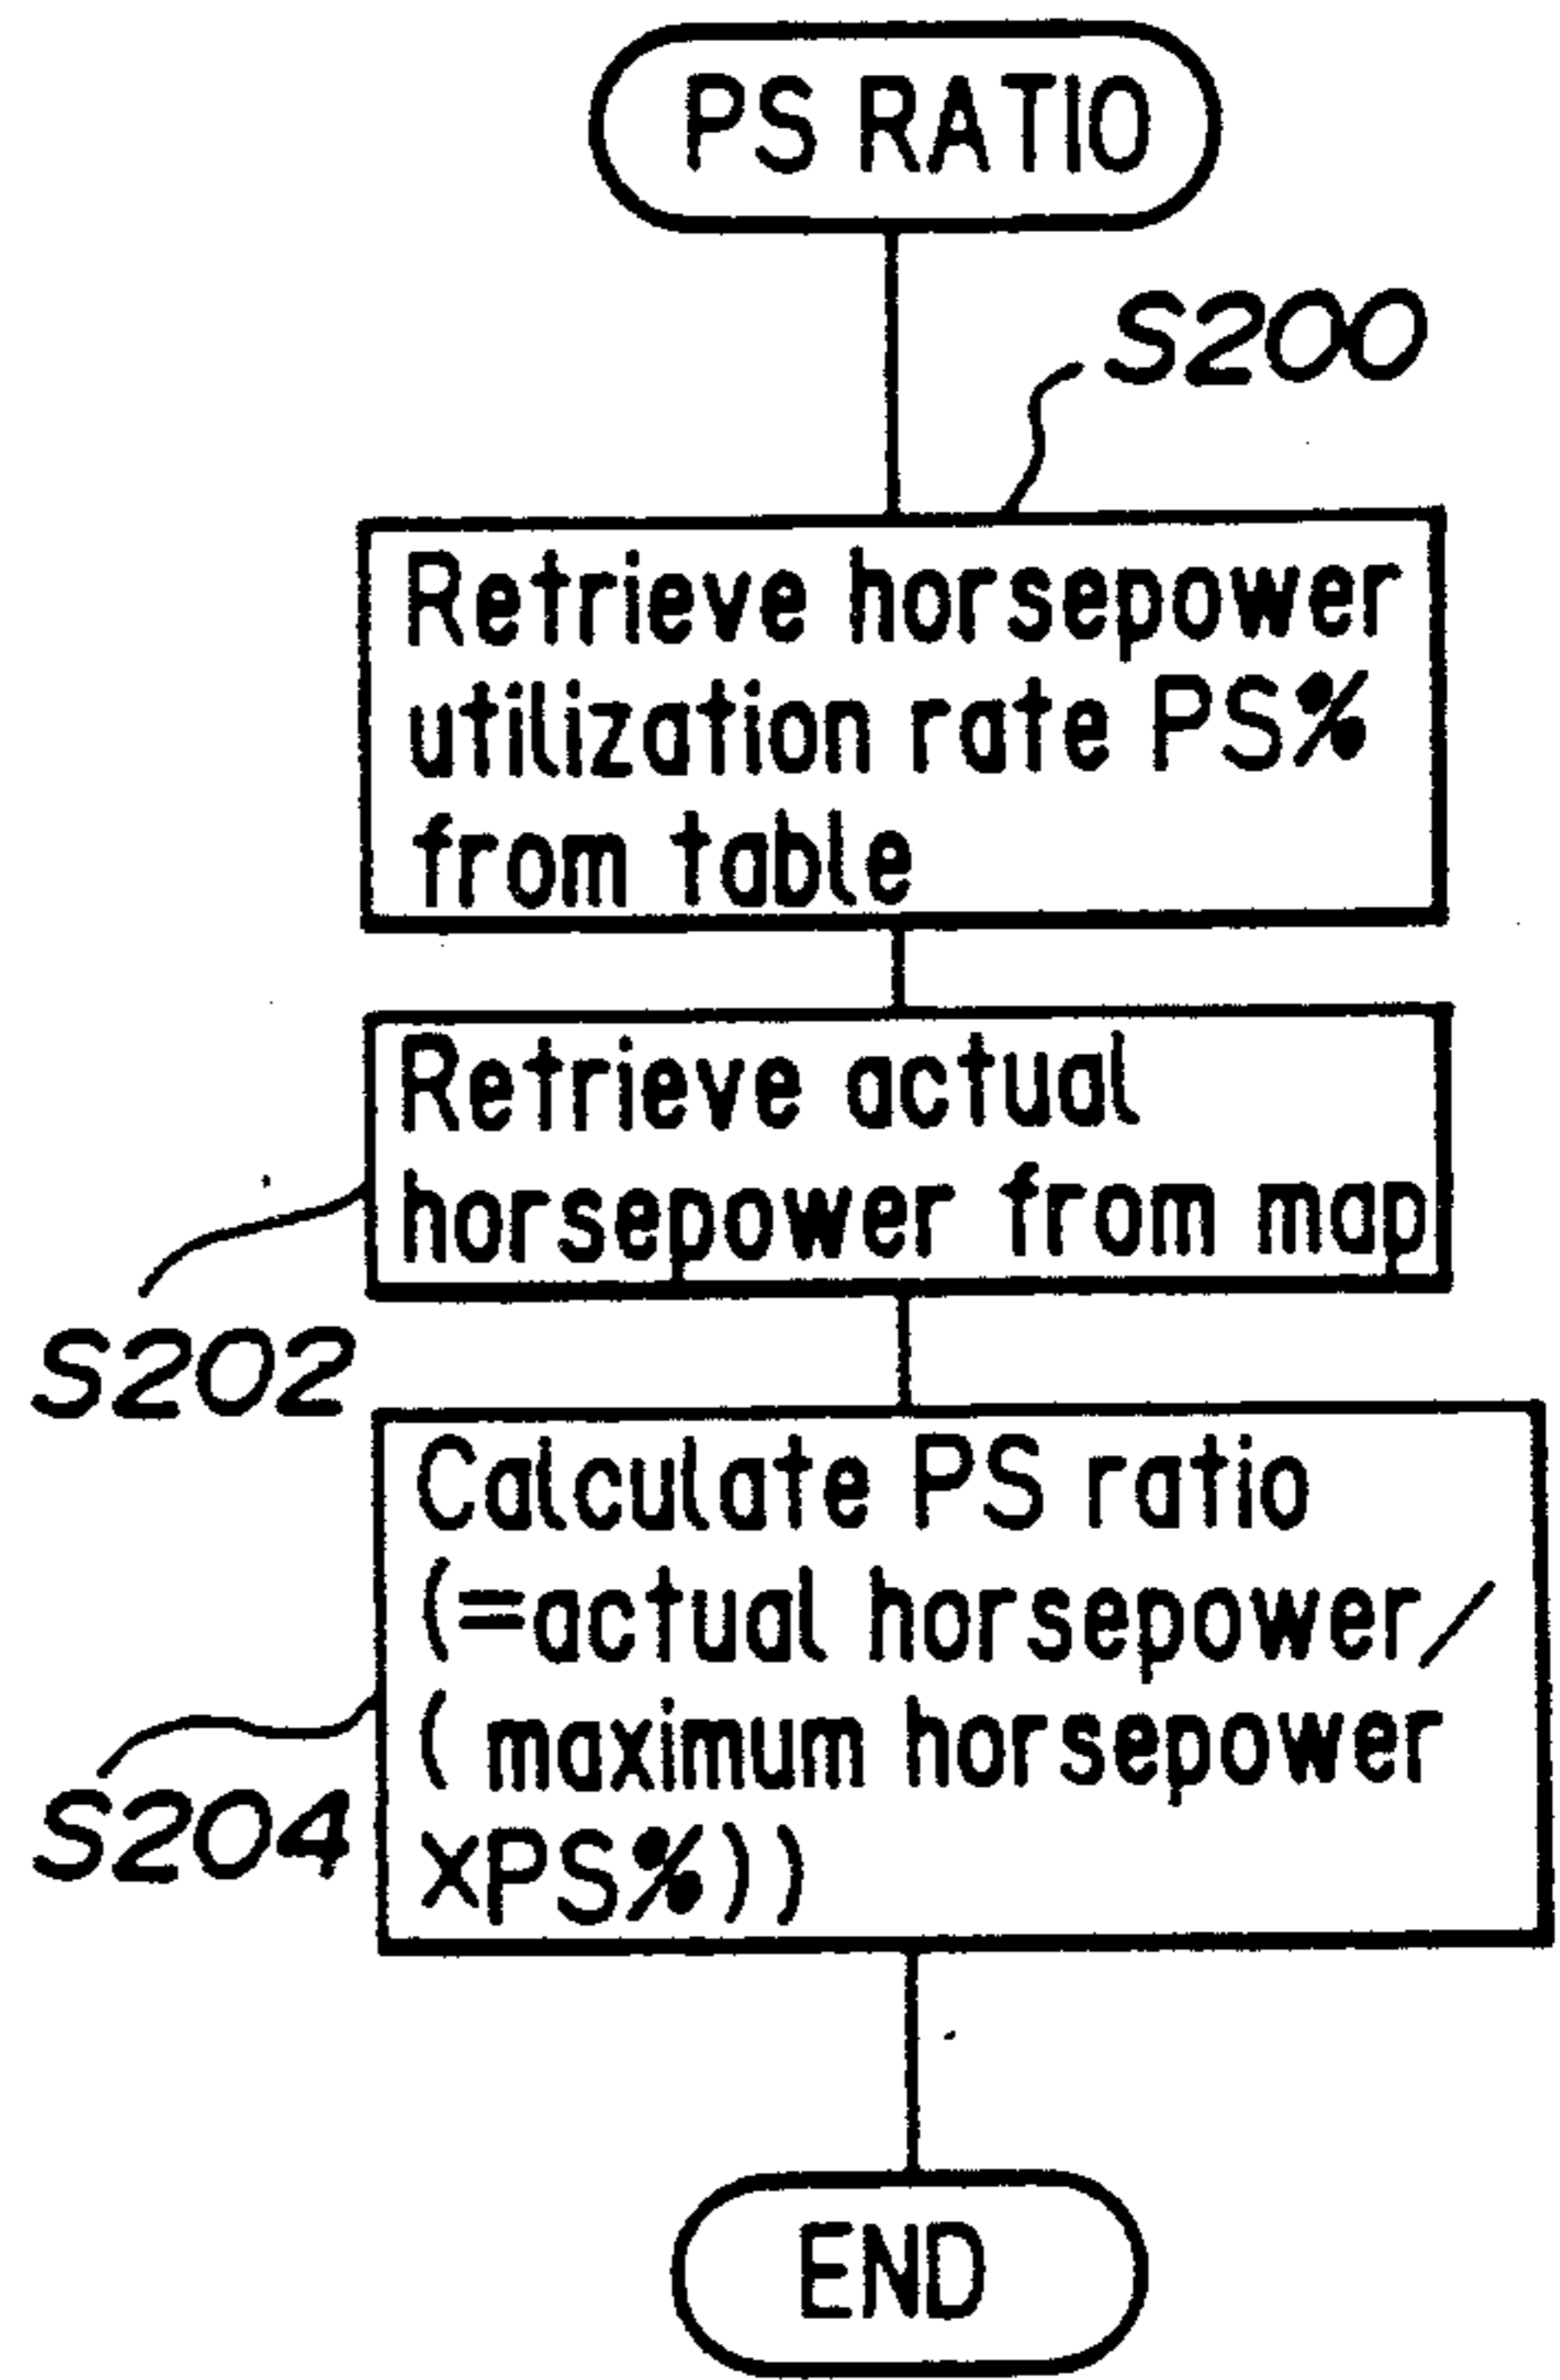 PS RATIO
S200
Retrieve horsepower
utilization rate PS%
from table
Retrieve actual
horsepower from map
S202
Calculate PS ratio
(=actual horsepower/
( maximum horsepower
xPS%))
S204
END